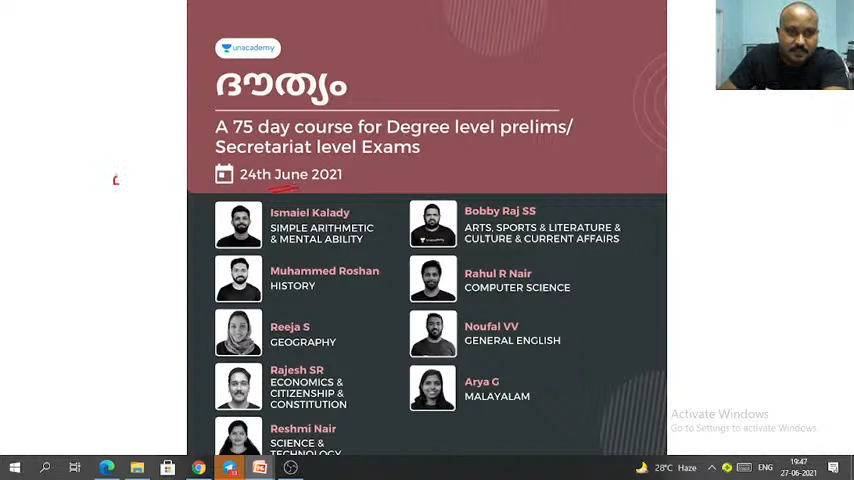 unacademy
ദൗത്യം
A 75 day course for Degree level prelims/
Secretariat level Exams
24th June 2021
Ismaiel Kalady
SIMPLE ARITHMETIC
& MENTAL ABILITY
Muhammed Roshan
HISTORY
Reeja S
GEOGRAPHY
Rajesh SR
ECONOMICS &
CITIZENSHIP &
CONSTITUTION
Reshmi Nair
SCIENCE &
TECHNOLOGY
Bobby Raj SS
ARTS, SPORTS & LITERATURE &
CULTURE & CURRENT AFFAIRS
Rahul R Nair
COMPUTER SCIENCE
Noufal VV
GENERAL ENGLISH
Arya G
MALAYALAM
Activate Windows
Go to Settings to activate Windows.
28°C Haze
ENG
19:47
27-06-2021